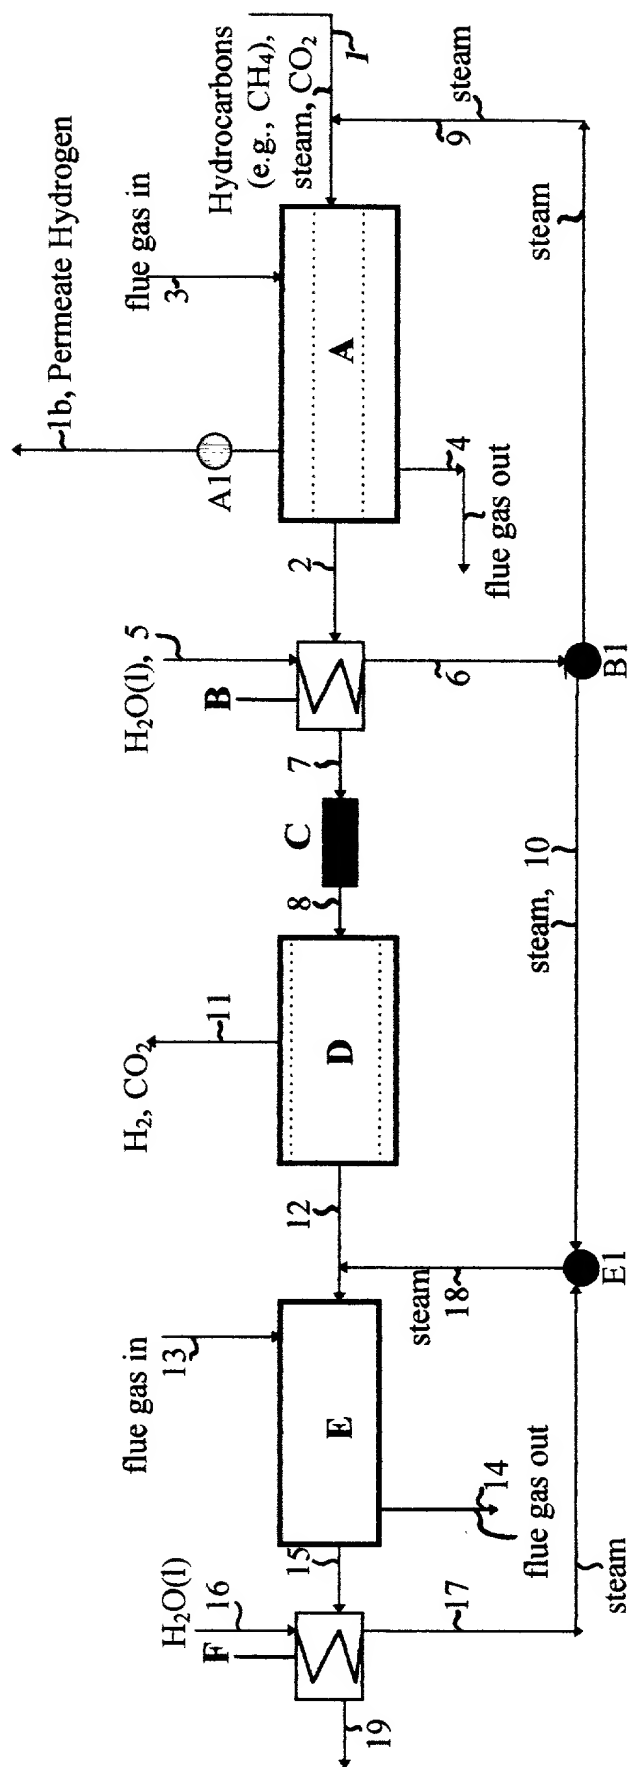 Hydrocarbons
(e.g., CH₄),
steam, CO₂
1
steam
9
steam
1b, Permeate Hydrogen
flue gas in
3
A
A1
4
flue gas out
2
H₂O(l), 5
B
6
B1
7
C
8
steam, 10
H₂, CO₂
11
D
12
steam
18
E1
flue gas in
13
E
14
flue gas out
15
H₂O(l)
16
F
17
steam
19